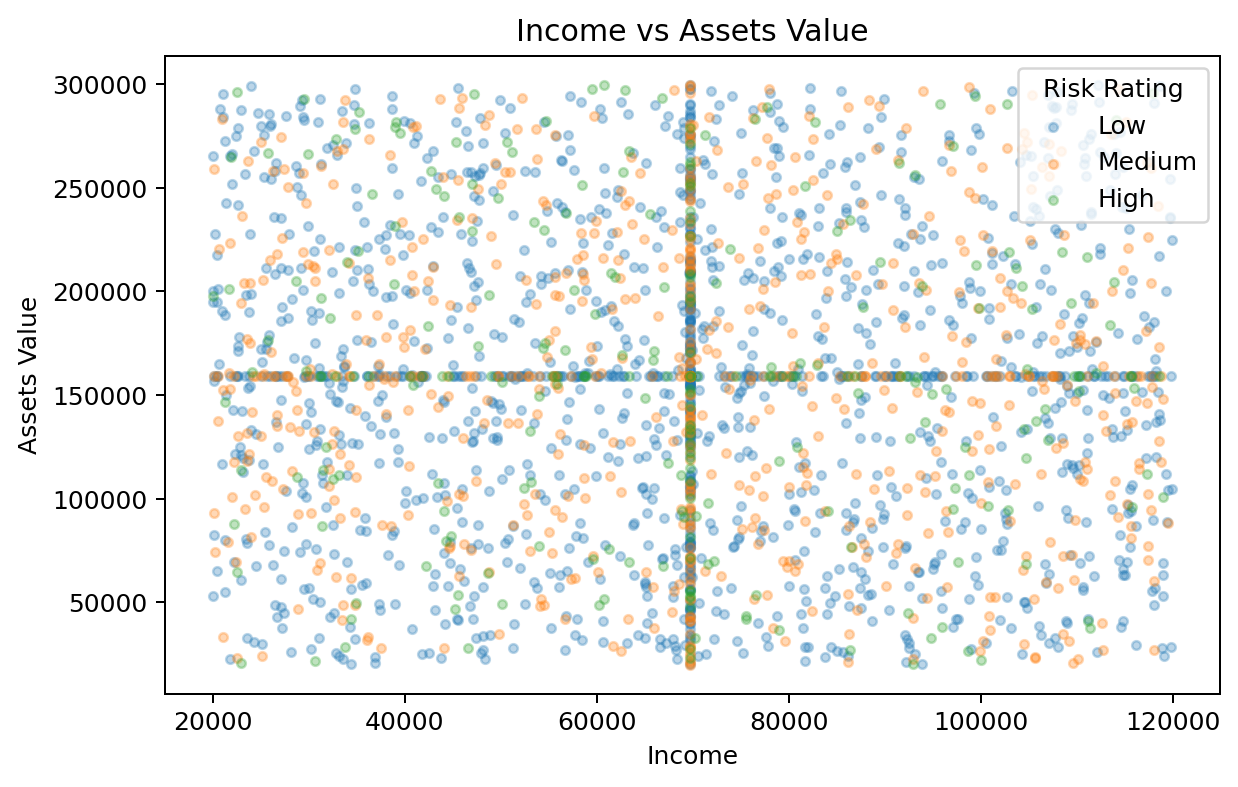 Income vs Assets Value
Assets Value
300000
250000
200000
150000
100000
50000
Risk Rating
Low
Medium
High
20000 40000 60000 80000 100000 120000
Income